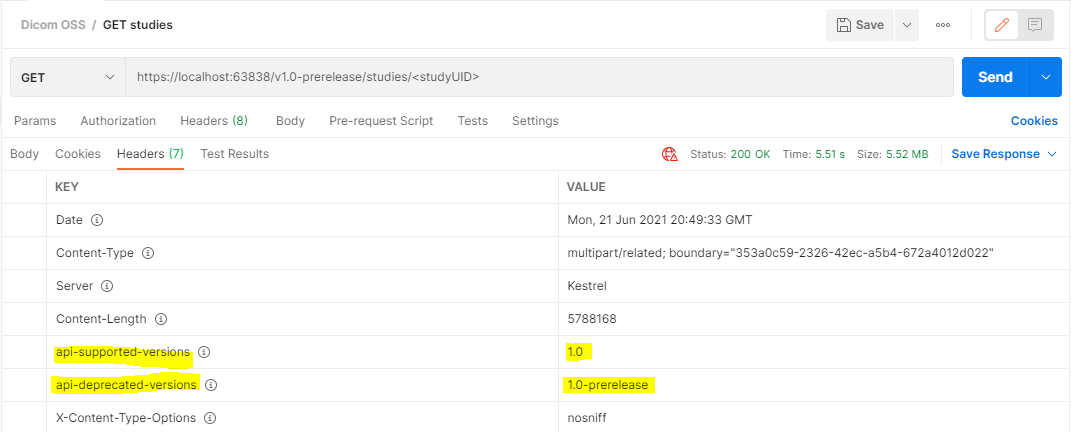 Dicom OSS / GET studies Save ooo
GET https://localhost:63838/v1.0-prerelease/studies/<studyUID> Send
Params Authorization Headers (8) Body Pre-request Script Tests Settings Cookies
Body Cookies Headers (7) Test Results Status: 200 OK Time: 5.51 s Size: 5.52 MB Save Response
KEY VALUE
Date Mon, 21 Jun 2021 20:49:33 GMT
Content-Type multipart/related; boundary="353a0c59-2326-42ec-a5b4-672a4012d022"
Server Kestrel
Content-Length 5788168
api-supported-versions 1.0
api-deprecated-versions 1.0-prerelease
X-Content-Type-Options nosniff